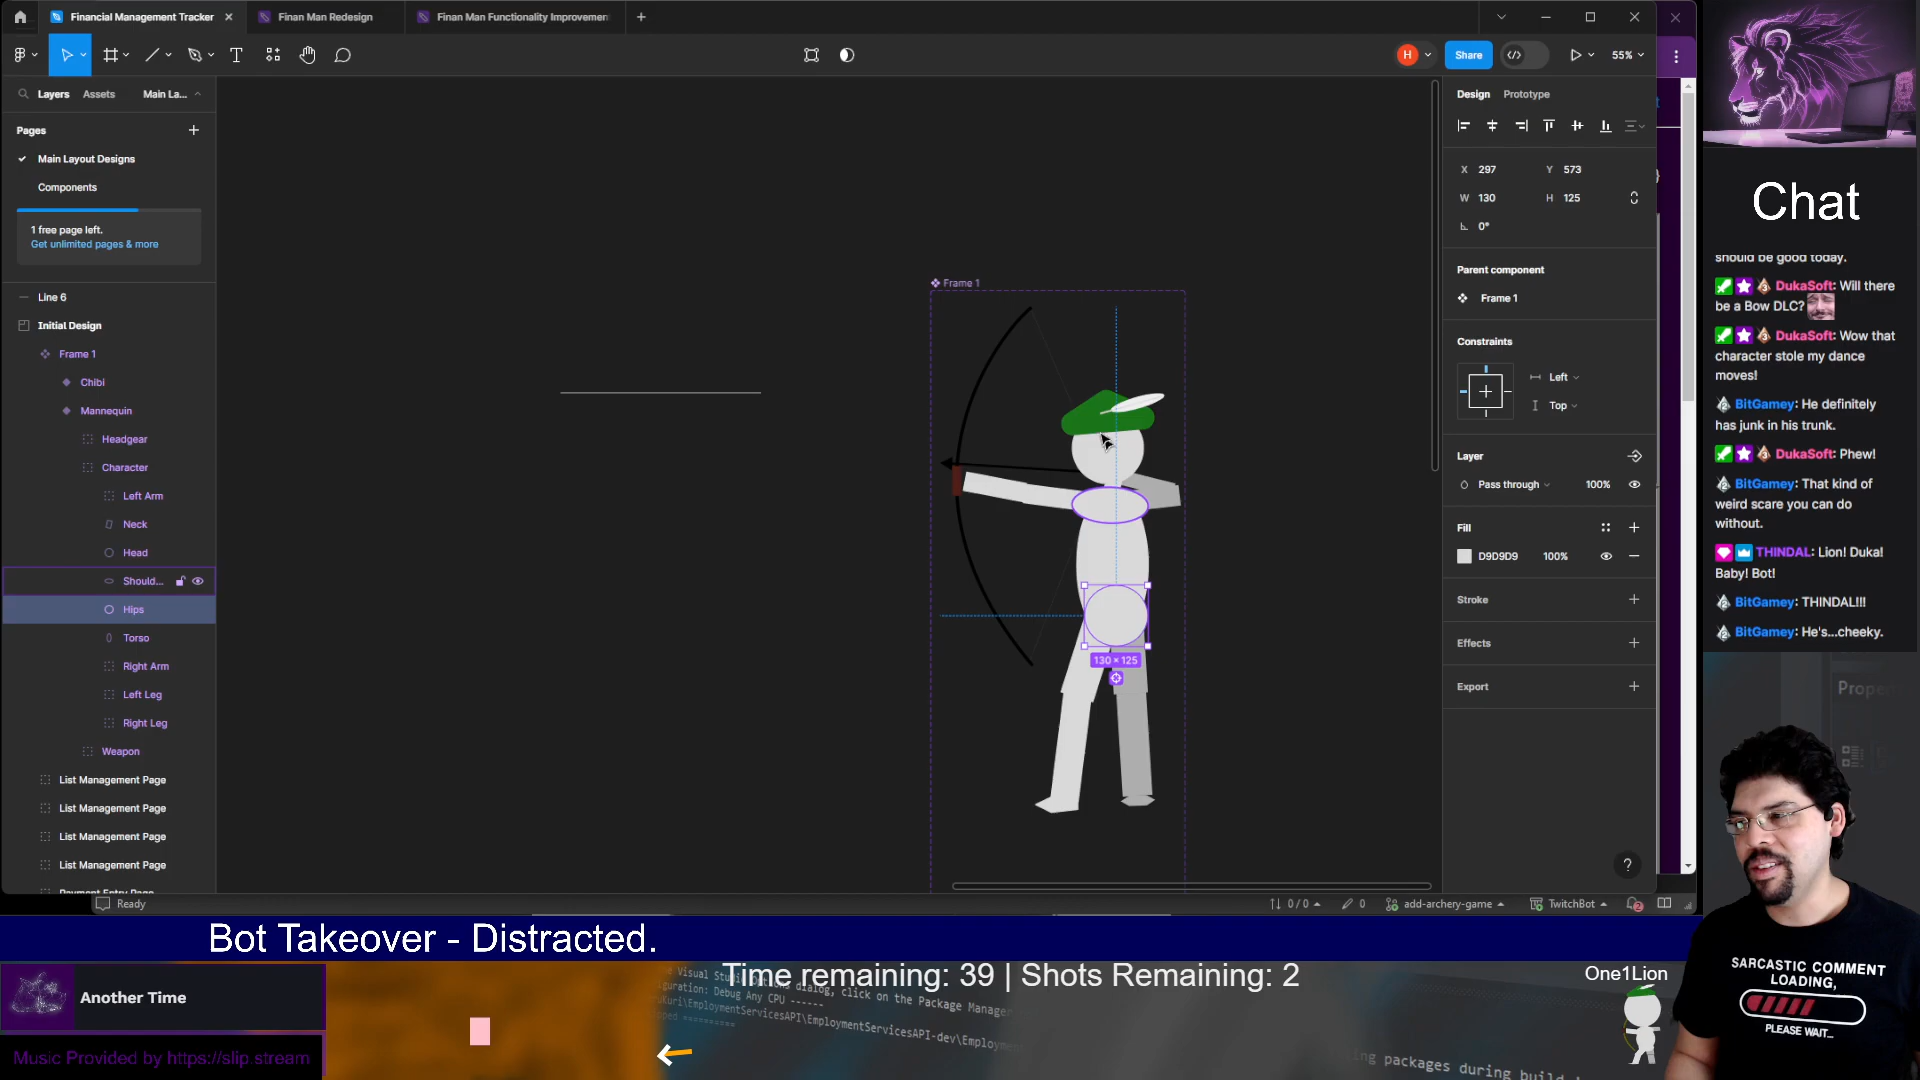 Financial Management Tracker
Finan Man Redesign
Finan Man Functionality Improvemen
H
Share
55%
Layers
Assets
Main La...
Design
Prototype
Pages
Main Layout Designs
Components
1 free page left.
Get unlimited pages & more
Line 6
Initial Design
Frame 1
Chibi
Mannequin
Headgear
Character
Left Arm
Neck
Head
Should...
Hips
Torso
Right Arm
Left Leg
Right Leg
Weapon
List Management Page
List Management Page
List Management Page
List Management Page
Payment Entry Page
Frame 1
130 × 125
X 297
Y 573
W 130
H 125
0°
Parent component
Frame 1
Constraints
Left
Top
Layer
Pass through
100%
Fill
D9D9D9
100%
Stroke
Effects
Export
?
Ready
0 / 0
0
add-archery-game
TwitchBot
2
Chat
should be good today.
DukaSoft: Will there
be a Bow DLC?
DukaSoft: Wow that
character stole my dance
moves!
BitGamey: He definitely
has junk in his trunk.
DukaSoft: Phew!
BitGamey: That kind of
weird scare you can do
without.
THINDAL: Lion! Duka!
Baby! Bot!
BitGamey: THINDAL!!!
BitGamey: He's...cheeky.
Bot Takeover - Distracted.
Time remaining: 39 | Shots Remaining: 2
One1Lion
Another Time
Music Provided by https://slip.stream
SARCASTIC COMMENT
LOADING,
PLEASE WAIT...